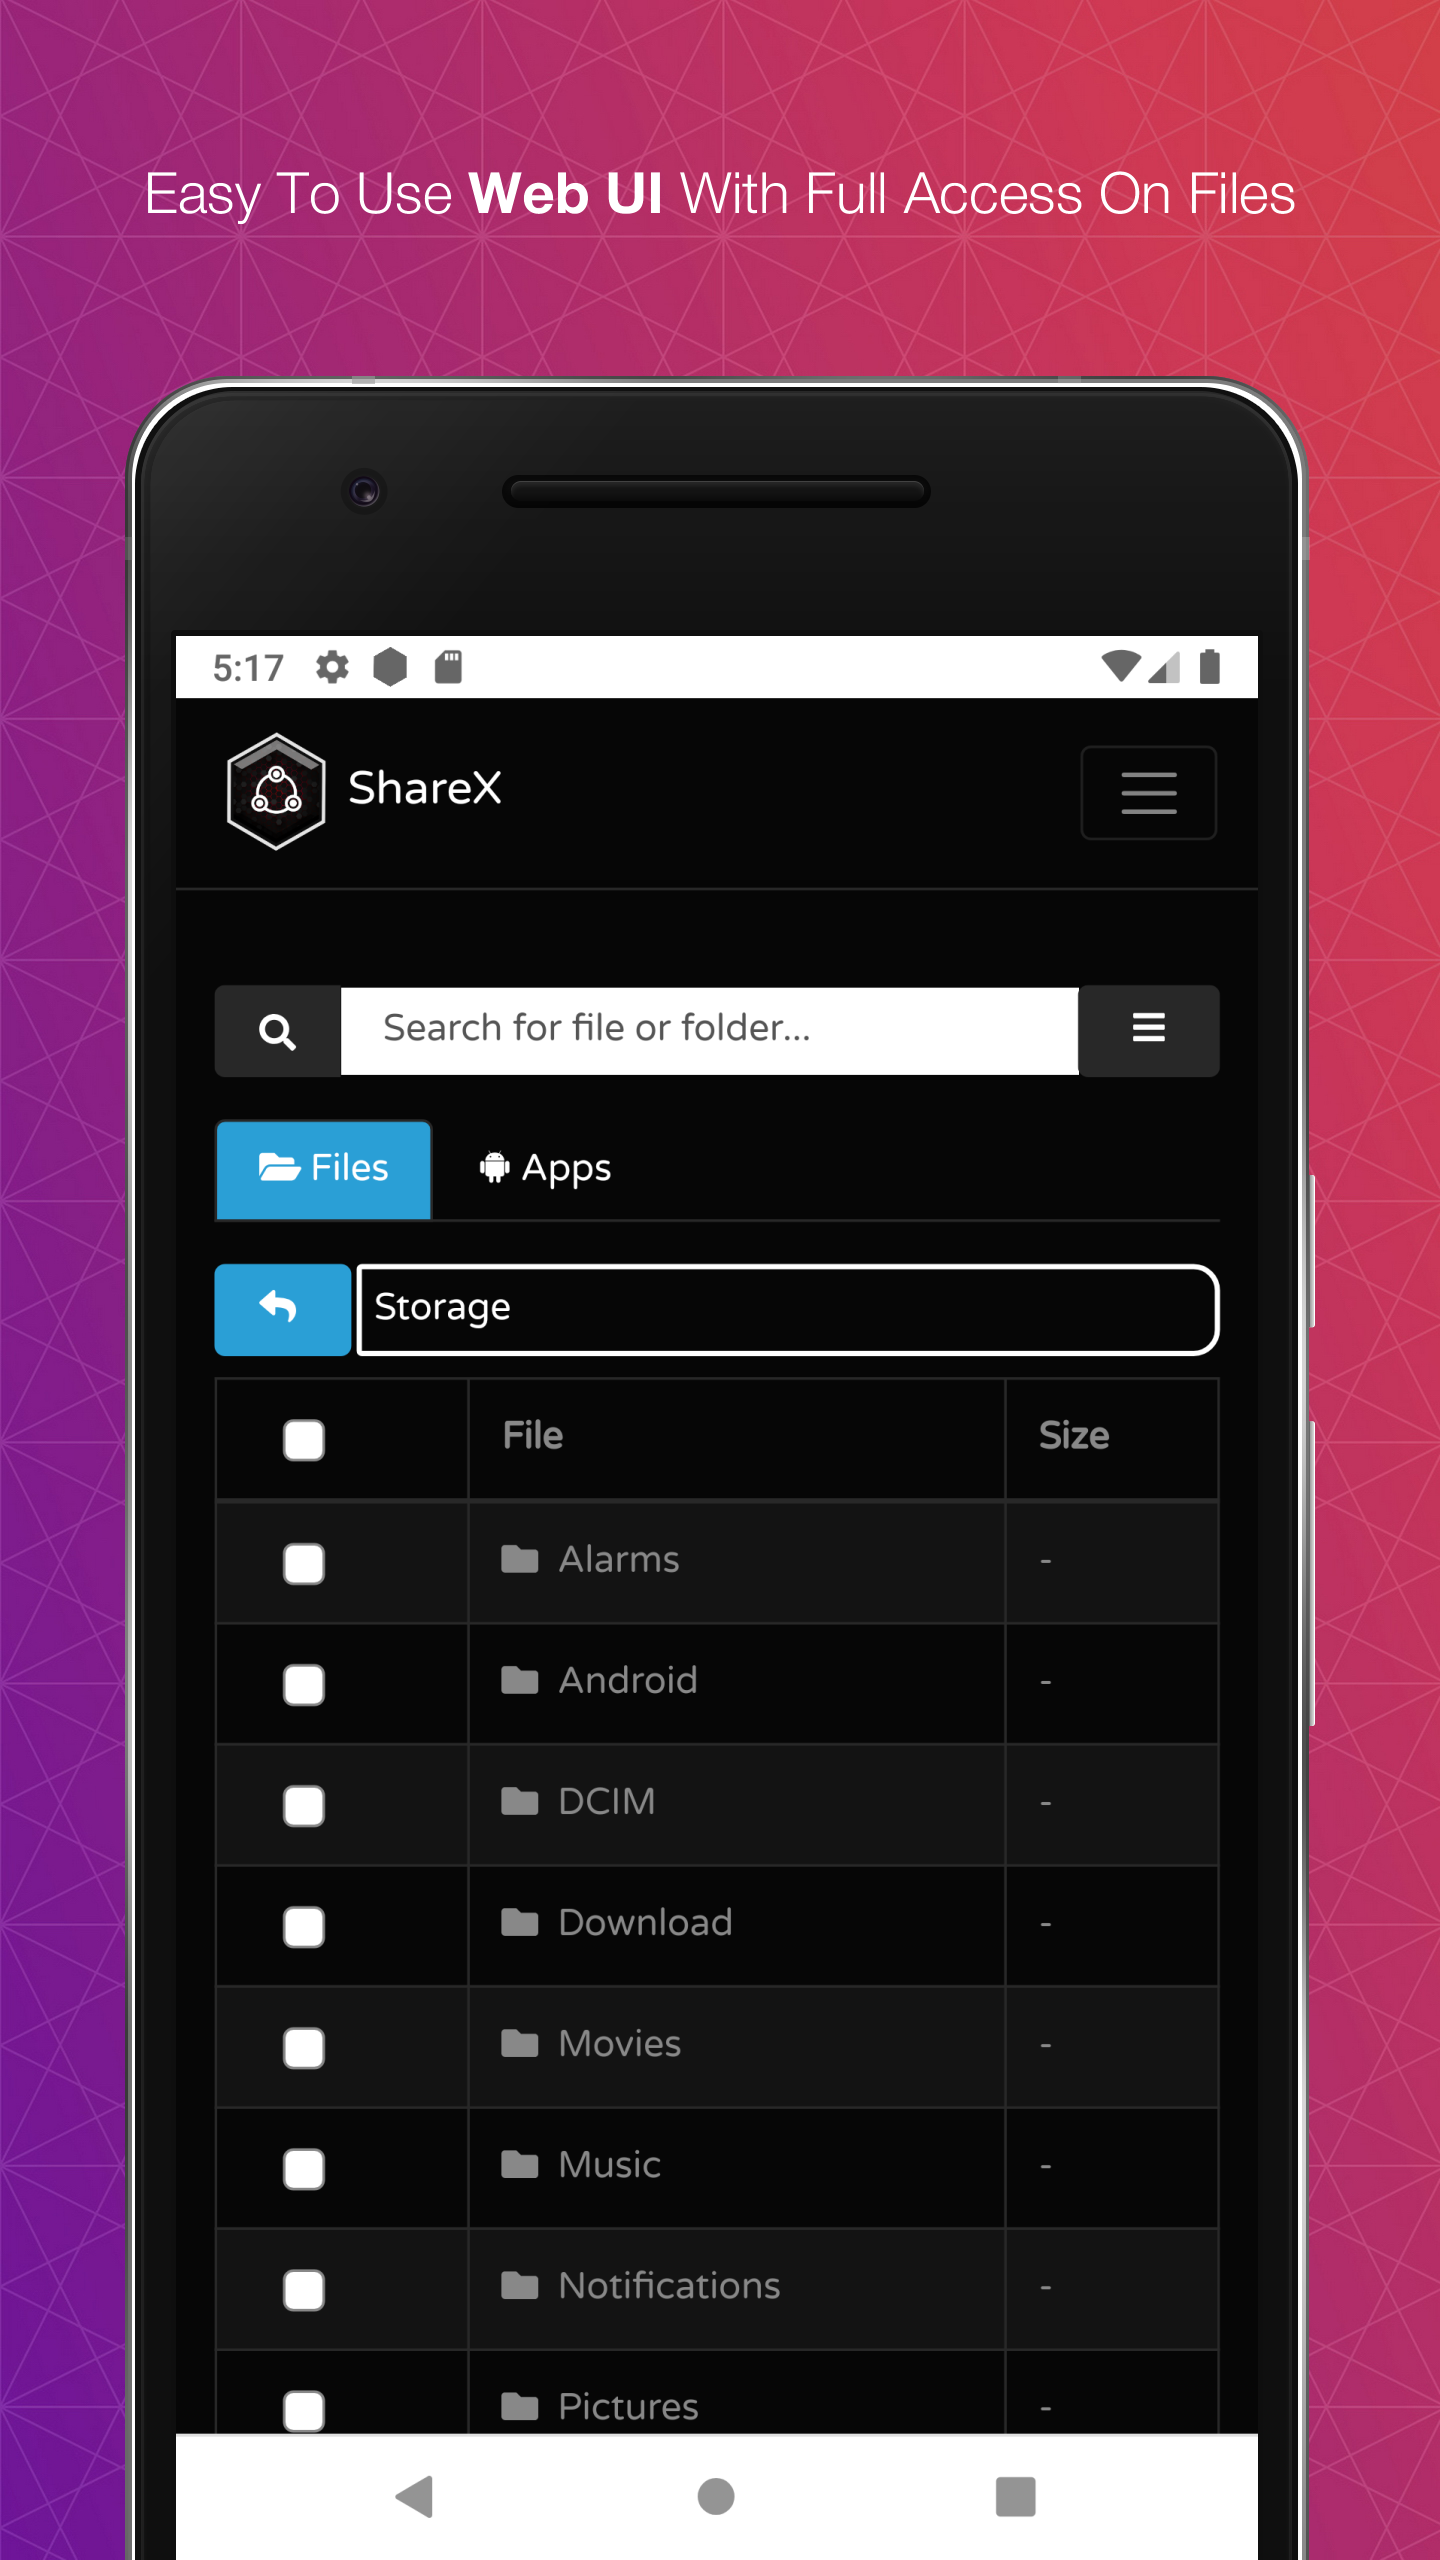 Easy To Use Web UI With Full Access On Files
5:17
ShareX
Search for file or folder...
Files Apps
Storage
File Size
Alarms -
Android -
DCIM -
Download -
Movies -
Music -
Notifications -
Pictures -